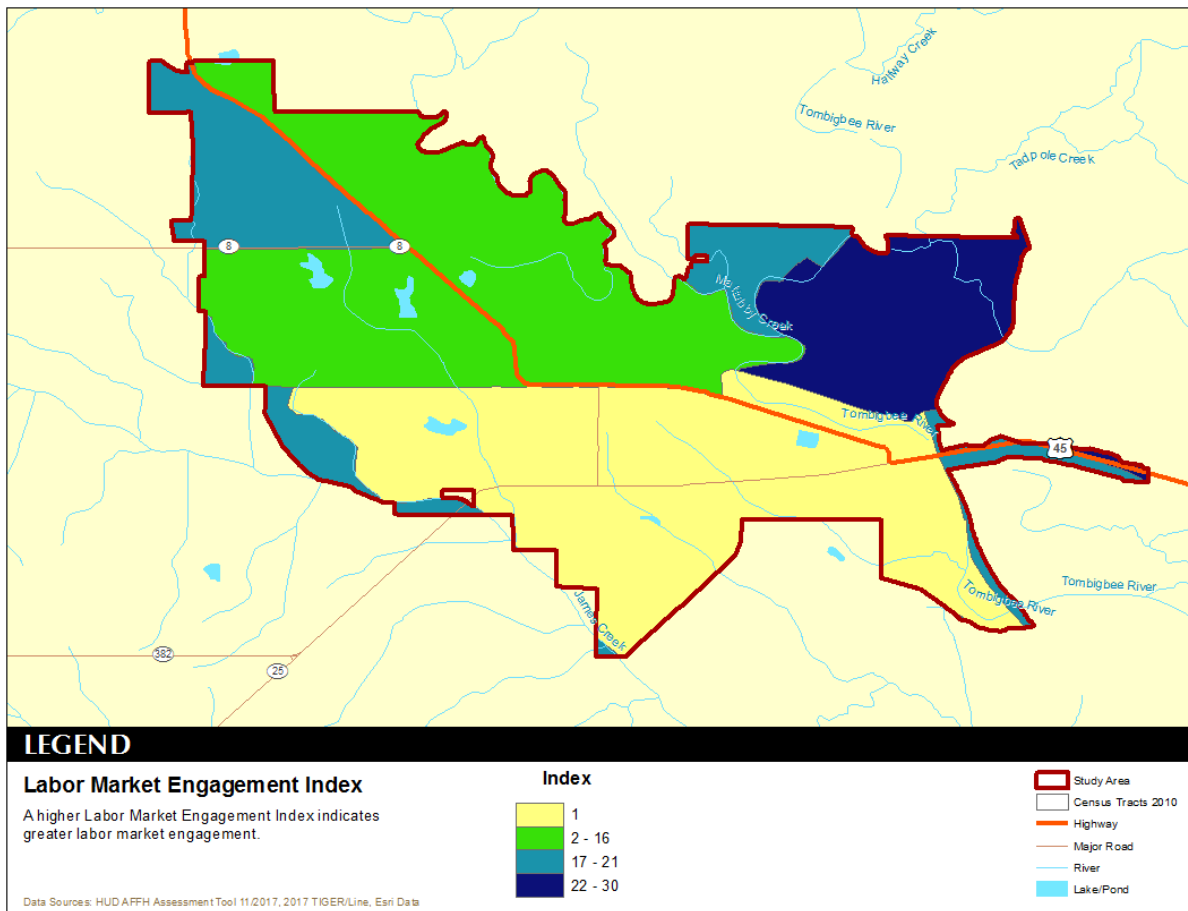 Halfway Creek
Tombigbee River
Tadpole Creek
8
8
Matubby Creek
Tombigbee River
45
Tombigbee River
Tombigbee River
James Creek
382
25
LEGEND
Labor Market Engagement Index
A higher Labor Market Engagement Index indicates
greater labor market engagement.
Data Sources: HUD AFFH Assessment Tool 11/2017, 2017 TIGER/Line, Esri Data
Index
1
2 - 16
17 - 21
22 - 30
Study Area
Census Tracts 2010
Highway
Major Road
River
Lake/Pond